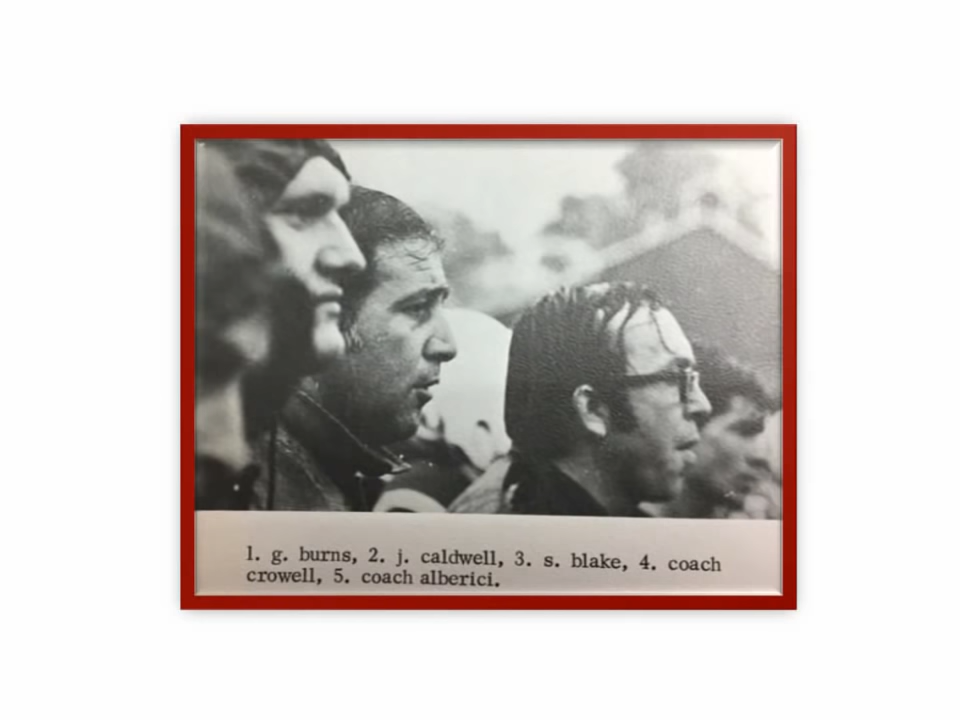 1. g. burns, 2. j. caldwell, 3. s. blake, 4. coach
crowell, 5. coach alberici.